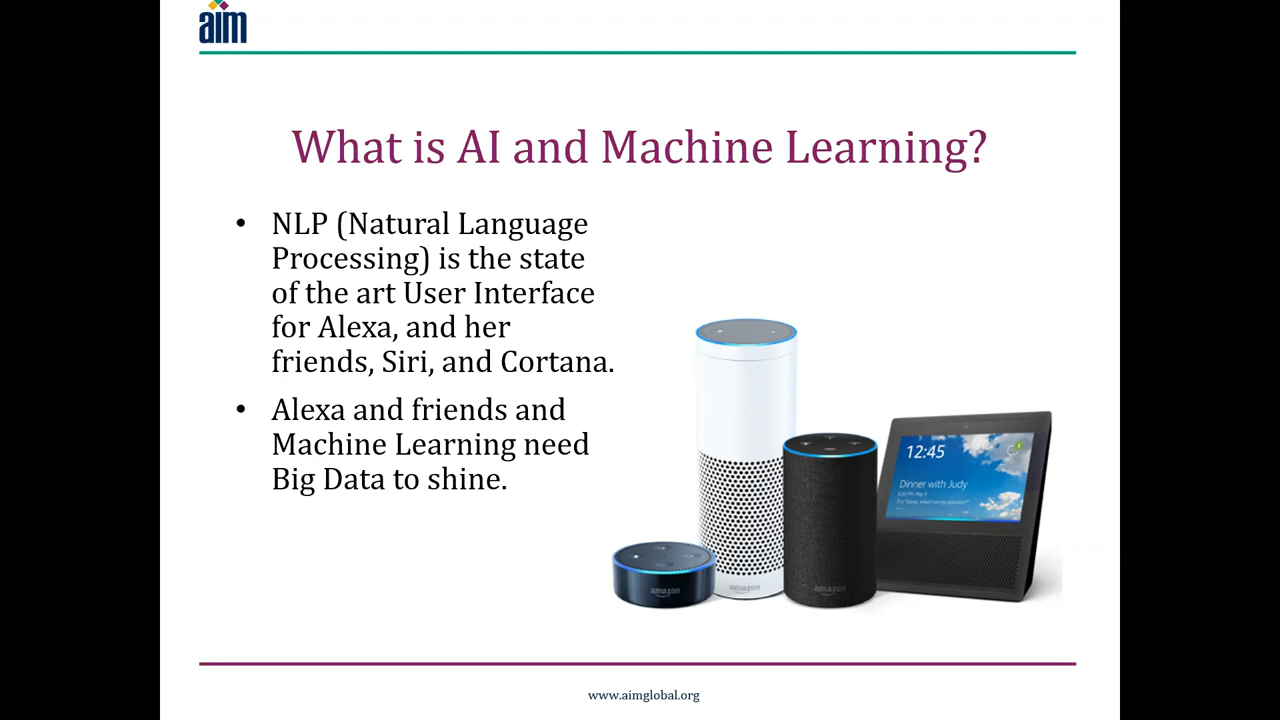 aim
What is AI and Machine Learning?
• NLP (Natural Language
Processing) is the state
of the art User Interface
for Alexa, and her
friends, Siri, and Cortana.
• Alexa and friends and
Machine Learning need
Big Data to shine.
12:45
Dinner with Judy
amazon
amazon
amazon
www.aimglobal.org